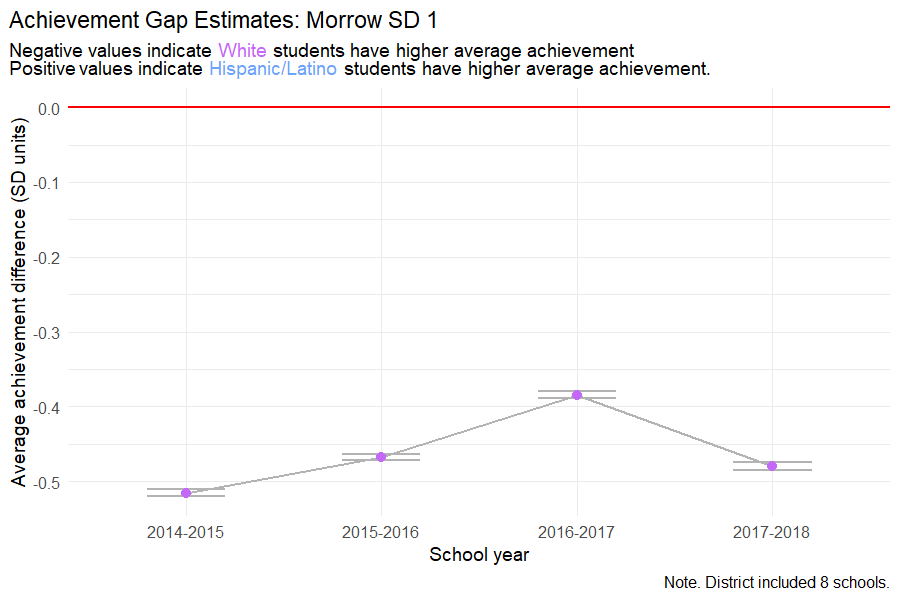 Achievement Gap Estimates: Morrow SD 1
Negative values indicate White students have higher average achievement
Positive values indicate Hispanic/Latino students have higher average achievement.
Average achievement difference (SD units)
0.0
-0.1
-0.2
-0.3
-0.4
-0.5
2014-2015 2015-2016 2016-2017 2017-2018
School year
Note. District included 8 schools.